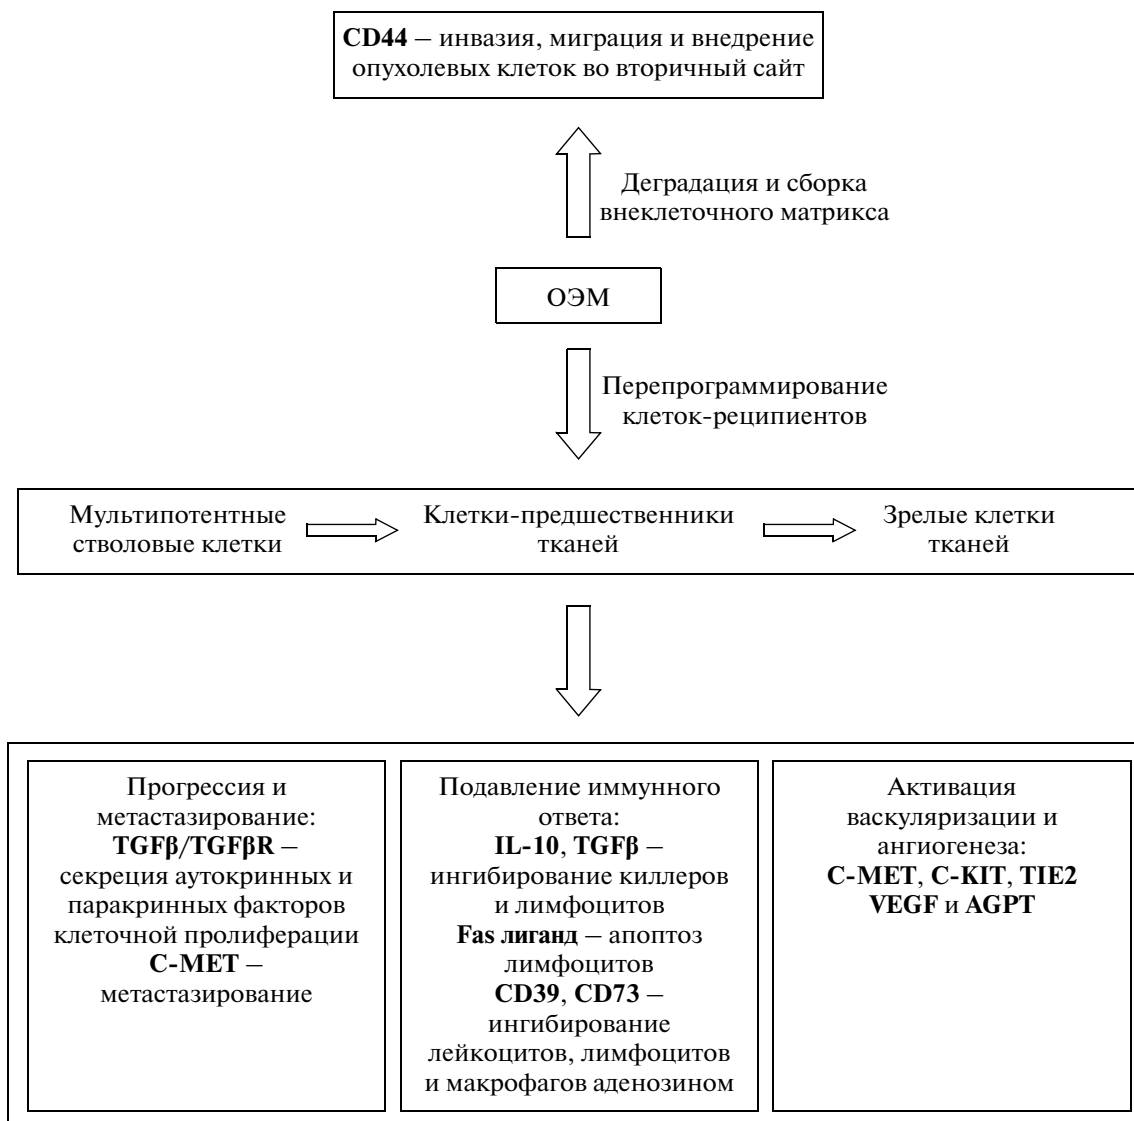 CD44 – инвазия, миграция и внедрение
опухолевых клеток во вторичный сайт
Деградация и сборка
внеклеточного матрикса
ОЭМ
Перепрограммирование
клеток-реципиентов
Мультипотентные
стволовые клетки
Клетки-предшественники
тканей
Зрелые клетки
тканей
Прогрессия и
метастазирование:
TGFβ/TGFβR –
секреция аутокринных и
паракринных факторов
клеточной пролиферации
C-MET –
метастазирование
Подавление иммунного
ответа:
IL-10, TGFβ –
ингибирование киллеров
и лимфоцитов
Fas лиганд – апоптоз
лимфоцитов
CD39, CD73 –
ингибирование
лейкоцитов, лимфоцитов
и макрофагов аденозином
Активация
васкуляризации и
ангиогенеза:
C-MET, C-KIT, TIE2
VEGF и AGPT